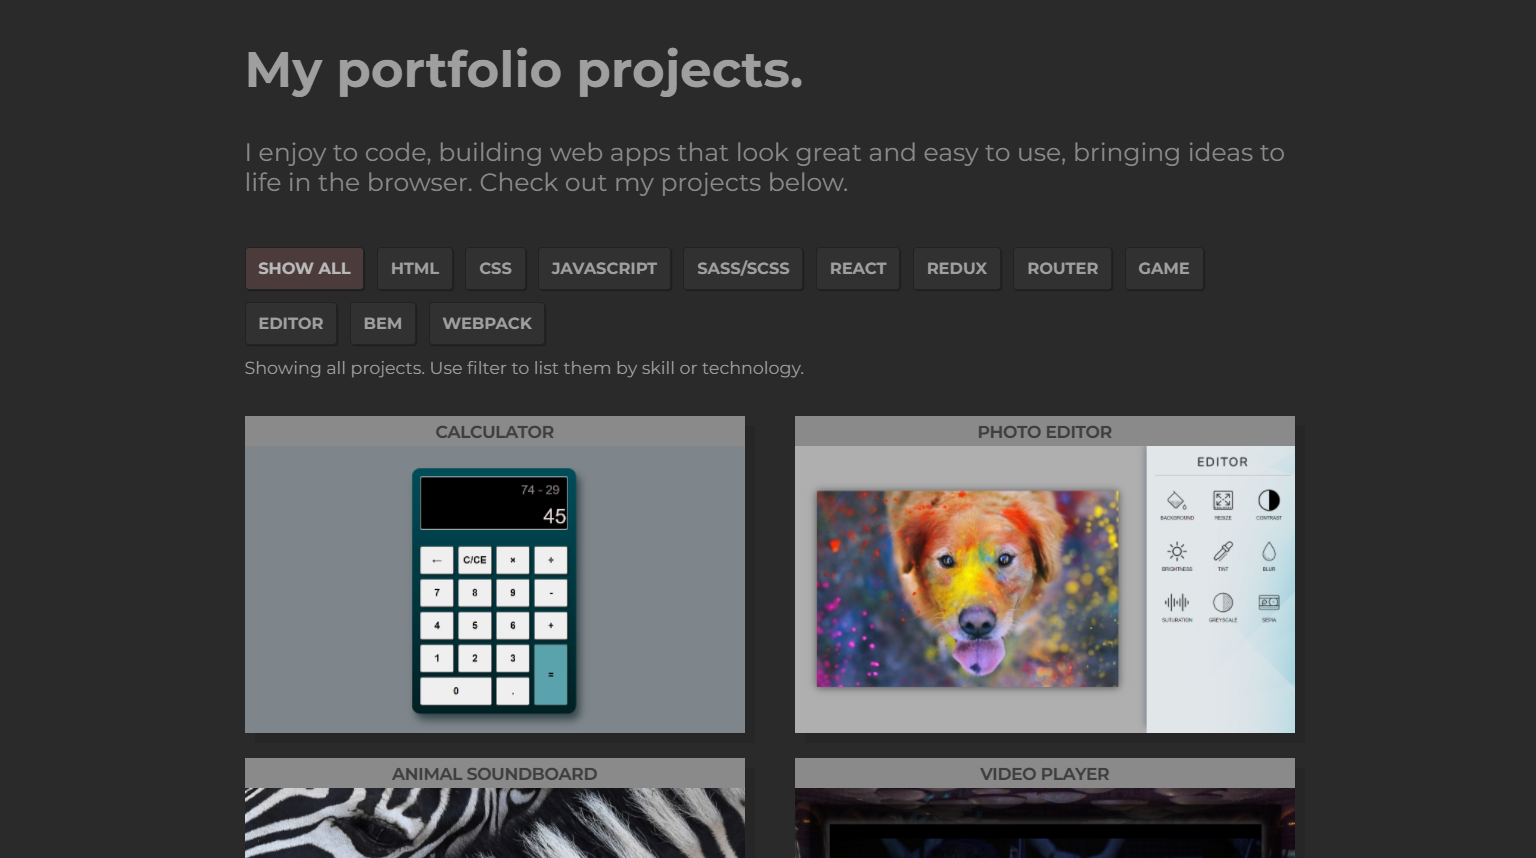 My portfolio projects.
I enjoy to code, building web apps that look great and easy to use, bringing ideas to
life in the browser. Check out my projects below.
SHOW ALL HTML CSS JAVASCRIPT SASS/SCSS REACT REDUX ROUTER GAME
EDITOR BEM WEBPACK
Showing all projects. Use filter to list them by skill or technology.
CALCULATOR
74 - 29
45
← C/CE × ÷
7 8 9 -
4 5 6 +
1 2 3
=
0 .
PHOTO EDITOR
EDITOR
BACKGROUND RESIZE CONTRAST
BRIGHTNESS TINT BLUR
SUTURATION GREYSCALE SEPIA
ANIMAL SOUNDBOARD
VIDEO PLAYER